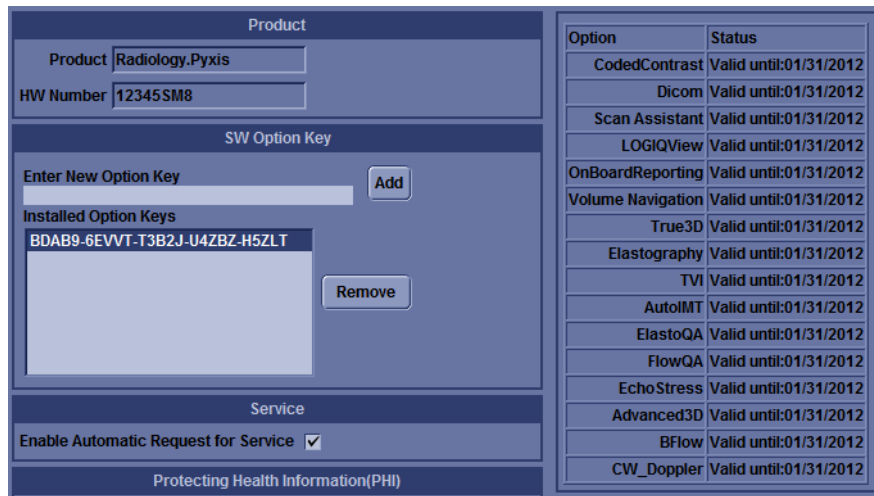 Product
Product Radiology.Pyxis
HW Number 12345SM8
SW Option Key
Enter New Option Key
Add
Installed Option Keys
BDAB9-6EVVT-T3B2J-U4ZBZ-H5ZLT
Remove
Service
Enable Automatic Request for Service
Protecting Health Information(PHI)
Option Status
CodedContrast Valid until:01/31/2012
Dicom Valid until:01/31/2012
Scan Assistant Valid until:01/31/2012
LOGIQView Valid until:01/31/2012
OnBoardReporting Valid until:01/31/2012
Volume Navigation Valid until:01/31/2012
True3D Valid until:01/31/2012
Elastography Valid until:01/31/2012
TVI Valid until:01/31/2012
AutoIMT Valid until:01/31/2012
ElastoQA Valid until:01/31/2012
FlowQA Valid until:01/31/2012
EchoStress Valid until:01/31/2012
Advanced3D Valid until:01/31/2012
BFlow Valid until:01/31/2012
CW_Doppler Valid until:01/31/2012